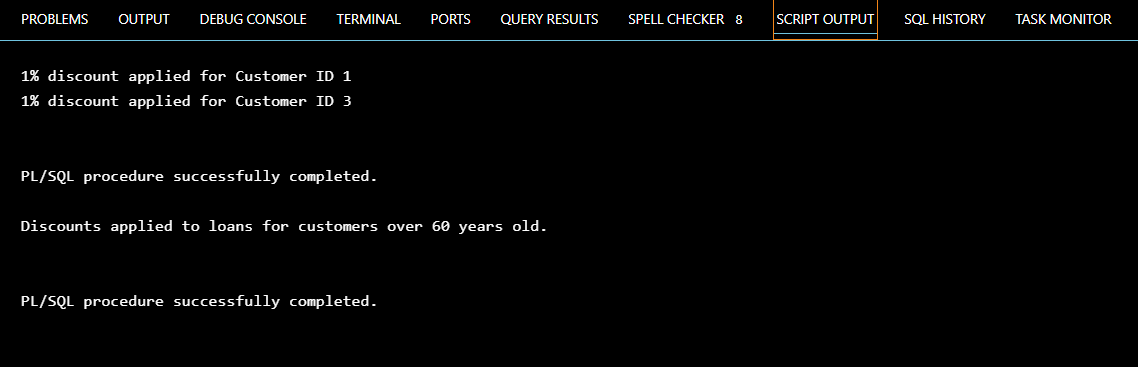 PROBLEMS OUTPUT DEBUG CONSOLE TERMINAL PORTS QUERY RESULTS SPELL CHECKER 8 SCRIPT OUTPUT SQL HISTORY TASK MONITOR
1% discount applied for Customer ID 1
1% discount applied for Customer ID 3
PL/SQL procedure successfully completed.
Discounts applied to loans for customers over 60 years old.
PL/SQL procedure successfully completed.